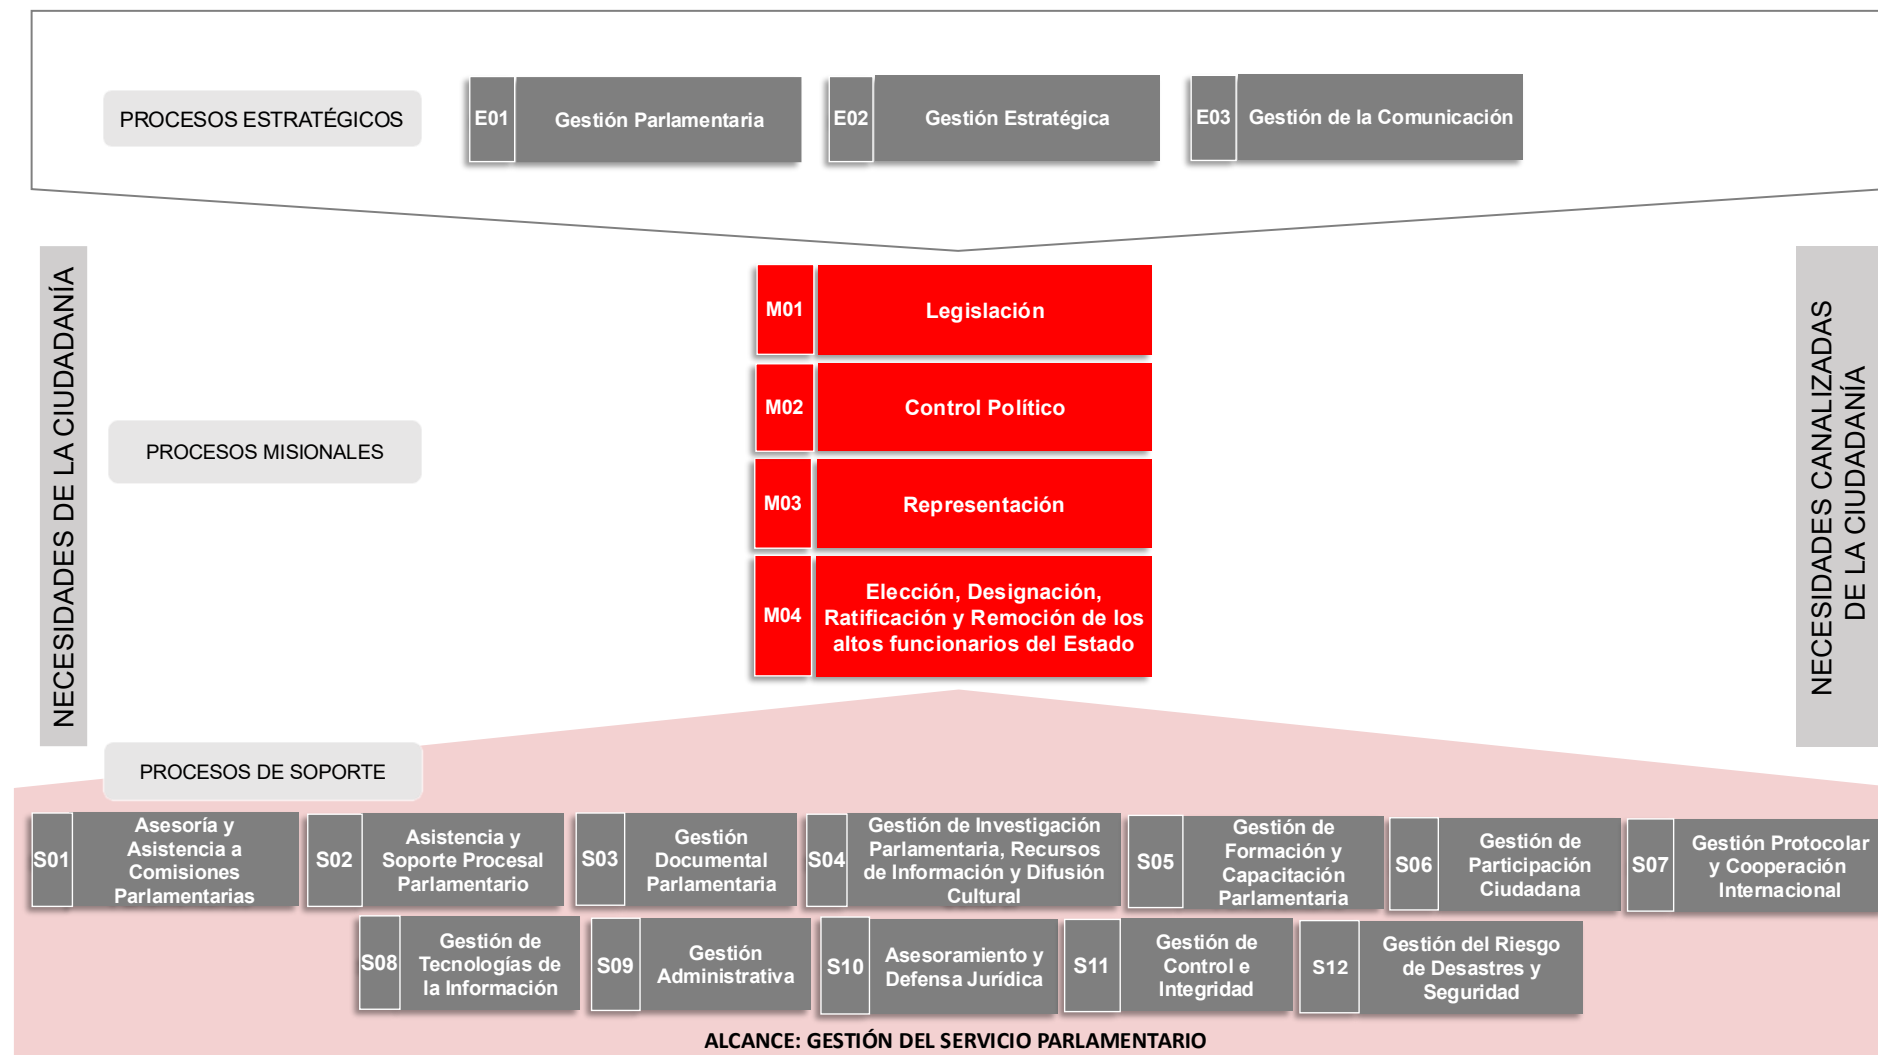 PROCESOS ESTRATÉGICOS
E01
Gestión Parlamentaria
E02
Gestión Estratégica
E03
Gestión de la Comunicación
NECESIDADES DE LA CIUDADANÍA
PROCESOS MISIONALES
M01
Legislación
M02
Control Político
M03
Representación
M04
Elección, Designación,
Ratificación y Remoción de los
altos funcionarios del Estado
NECESIDADES CANALIZADAS
DE LA CIUDADANÍA
PROCESOS DE SOPORTE
S01
Asesoría y
Asistencia a
Comisiones
Parlamentarias
S02
Asistencia y
Soporte Procesal
Parlamentario
S03
Gestión
Documental
Parlamentaria
S04
Gestión de Investigación
Parlamentaria, Recursos
de Información y Difusión
Cultural
S05
Gestión de
Formación y
Capacitación
Parlamentaria
S06
Gestión de
Participación
Ciudadana
S07
Gestión Protocolar
y Cooperación
Internacional
S08
Gestión de
Tecnologías de
la Información
S09
Gestión
Administrativa
S10
Asesoramiento y
Defensa Jurídica
S11
Gestión de
Control e
Integridad
S12
Gestión del Riesgo
de Desastres y
Seguridad
ALCANCE: GESTIÓN DEL SERVICIO PARLAMENTARIO